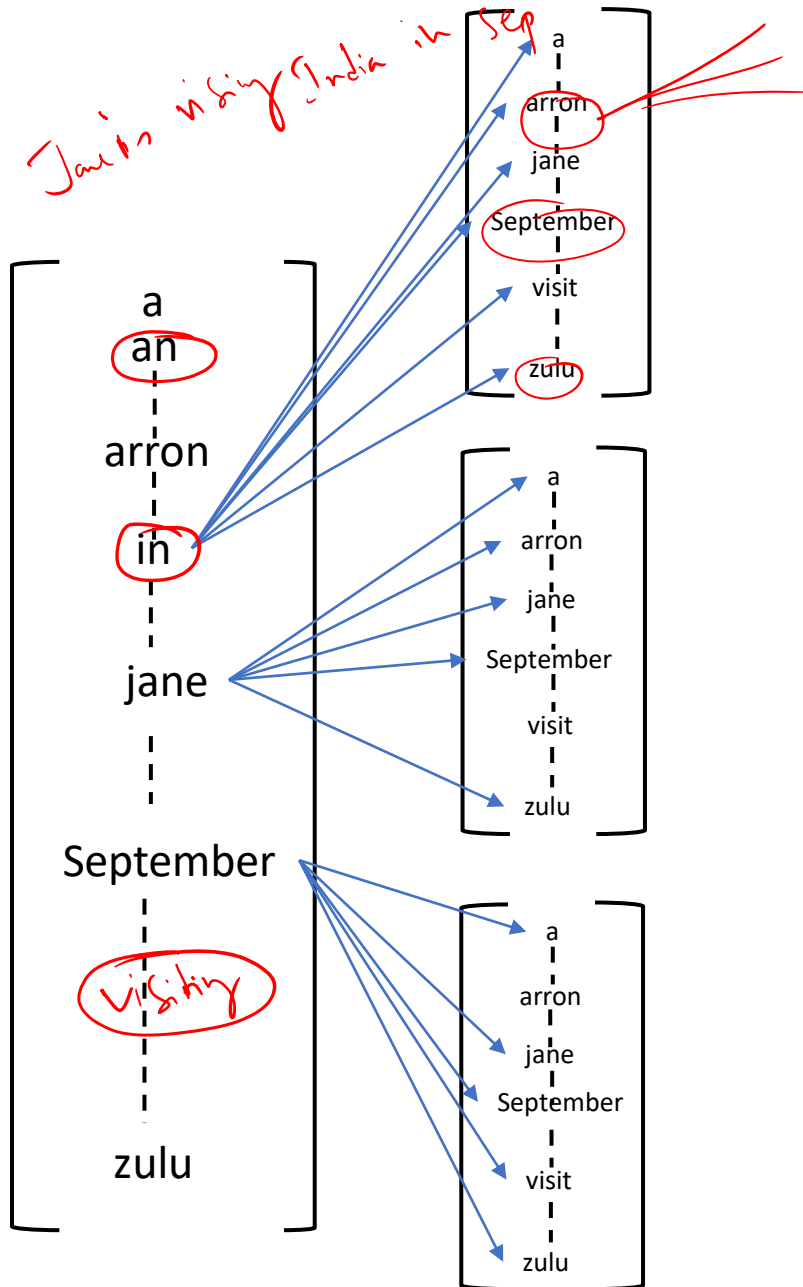 Jane is visiting India in Sep
a
an
arron
in
jane
September
visiting
zulu
a
arron
jane
September
visit
zulu
a
arron
jane
September
visit
zulu
a
arron
jane
September
visit
zulu